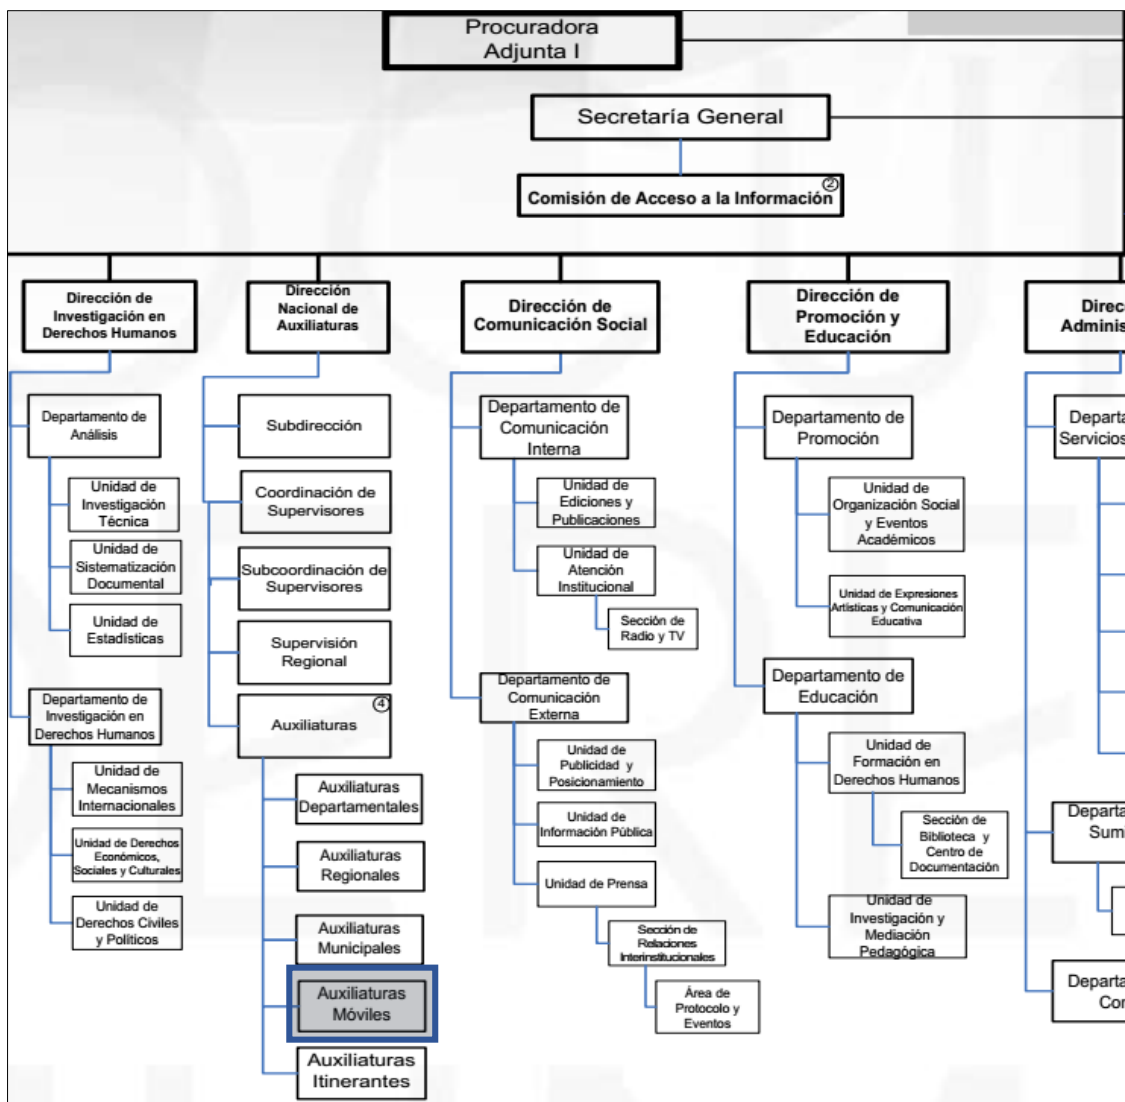 Procuradora
Adjunta I
Secretaría General
Comisión de Acceso a la Información
2
Dirección de
Investigación en
Derechos Humanos
Departamento de
Análisis
Unidad de
Investigación
Técnica
Unidad de
Sistematización
Documental
Unidad de
Estadísticas
Departamento de
Investigación en
Derechos Humanos
Unidad de
Mecanismos
Internacionales
Unidad de Derechos
Económicos,
Sociales y Culturales
Unidad de
Derechos Civiles
y Políticos
Dirección
Nacional de
Auxiliaturas
Subdirección
Coordinación de
Supervisores
Subcoordinación de
Supervisores
Supervisión
Regional
Auxiliaturas
4
Auxiliaturas
Departamentales
Auxiliaturas
Regionales
Auxiliaturas
Municipales
Auxiliaturas
Móviles
Auxiliaturas
Itinerantes
Dirección de
Comunicación Social
Departamento de
Comunicación
Interna
Unidad de
Ediciones y
Publicaciones
Unidad de
Atención
Institucional
Sección de
Radio y TV
Departamento de
Comunicación
Externa
Unidad de
Publicidad y
Posicionamiento
Unidad de
Información Pública
Unidad de Prensa
Sección de
Relaciones
Interinstitucionales
Área de
Protocolo y
Eventos
Dirección de
Promoción y
Educación
Departamento de
Promoción
Unidad de
Organización Social
y Eventos
Académicos
Unidad de Expresiones
Artísticas y Comunicación
Educativa
Departamento de
Educación
Unidad de
Formación en
Derechos Humanos
Sección de
Biblioteca y
Centro de
Documentación
Unidad de
Investigación y
Mediación
Pedagógica
Direc
Adminis
Departa
Servicios
Departa
Sumi
Departa
Con